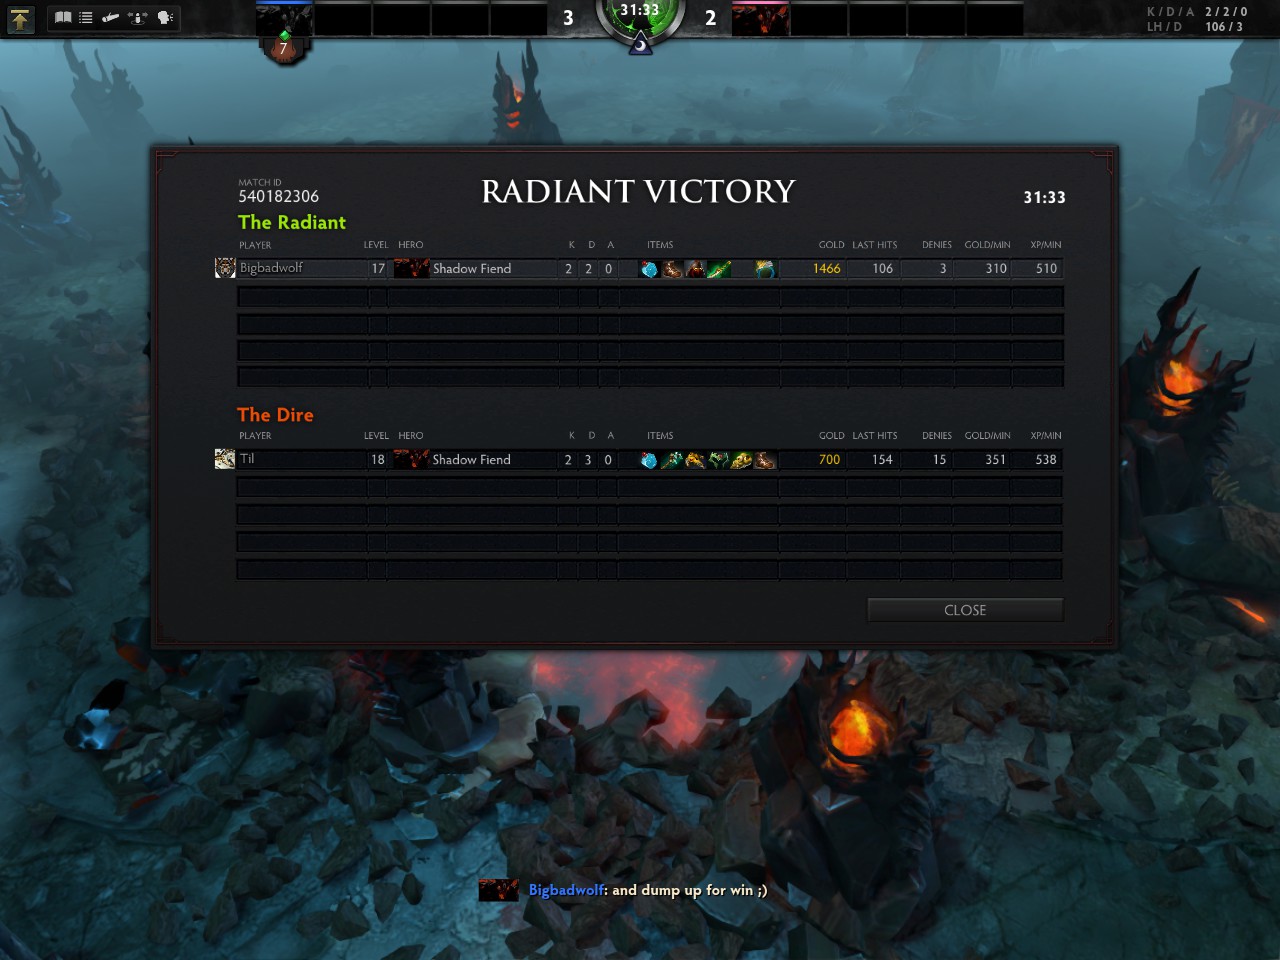 3 31:33 2
K / D / A 2 / 2 / 0
LH / D 106 / 3
7
MATCH ID
540182306
RADIANT VICTORY
31:33
The Radiant
PLAYER LEVEL HERO K D A ITEMS GOLD LAST HITS DENIES GOLD/MIN XP/MIN
Bigbadwolf 17 Shadow Fiend 2 2 0 1466 106 3 310 510
The Dire
PLAYER LEVEL HERO K D A ITEMS GOLD LAST HITS DENIES GOLD/MIN XP/MIN
Til 18 Shadow Fiend 2 3 0 700 154 15 351 538
CLOSE
Bigbadwolf: and dump up for win ;)